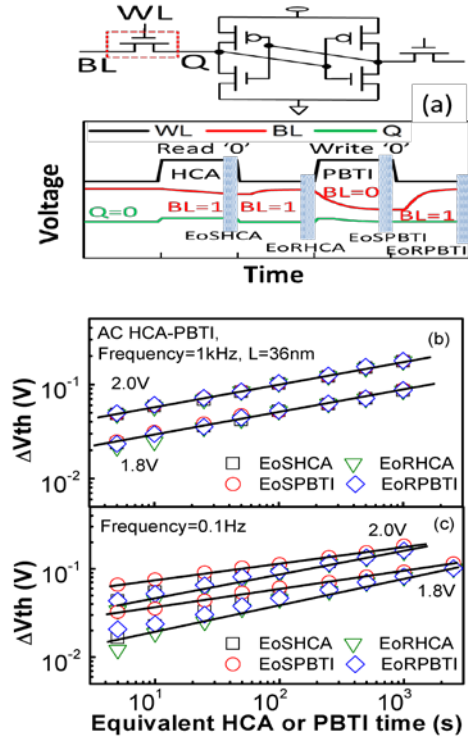 WL
BL
Q
(a)
WL BL Q
Read ‘0’ Write ‘0’
HCA PBTI
BL=0
Q=0 BL=1 BL=1 BL=1
EoSHCA EoSPBTI
EoRHCA EoRPBTI
Voltage
Time
AC HCA-PBTI, (b)
Frequency=1kHz, L=36nm
2.0V
1.8V
10⁻¹
10⁻²
ΔVth (V)
EoSHCA EoRHCA
EoSPBTI EoRPBTI
Frequency=0.1Hz (c)
2.0V
1.8V
10⁻¹
10⁻²
ΔVth (V)
EoSHCA EoRHCA
EoSPBTI EoRPBTI
10¹ 10² 10³
Equivalent HCA or PBTI time (s)